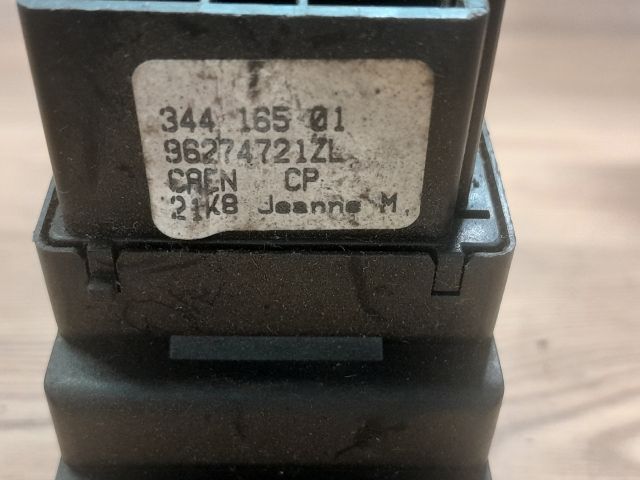 344 165 01
96274721ZL
CAEN CP
21K8 Jeanne M.